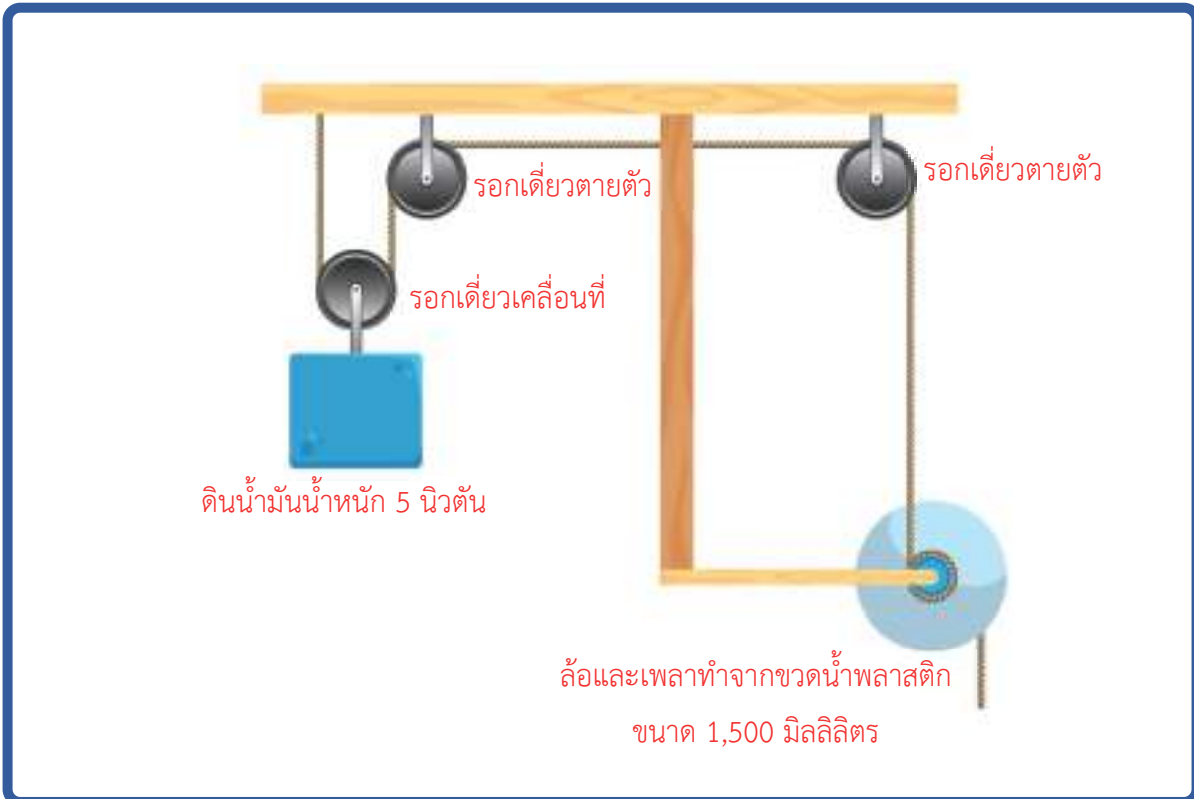 รอกเดี่ยวตายตัว
รอกเดี่ยวตายตัว
รอกเดี่ยวเคลื่อนที่
ดินน้ำมันน้ำหนัก 5 นิวตัน
ล้อและเพลาทำจากขวดน้ำพลาสติก
ขนาด 1,500 มิลลิลิตร